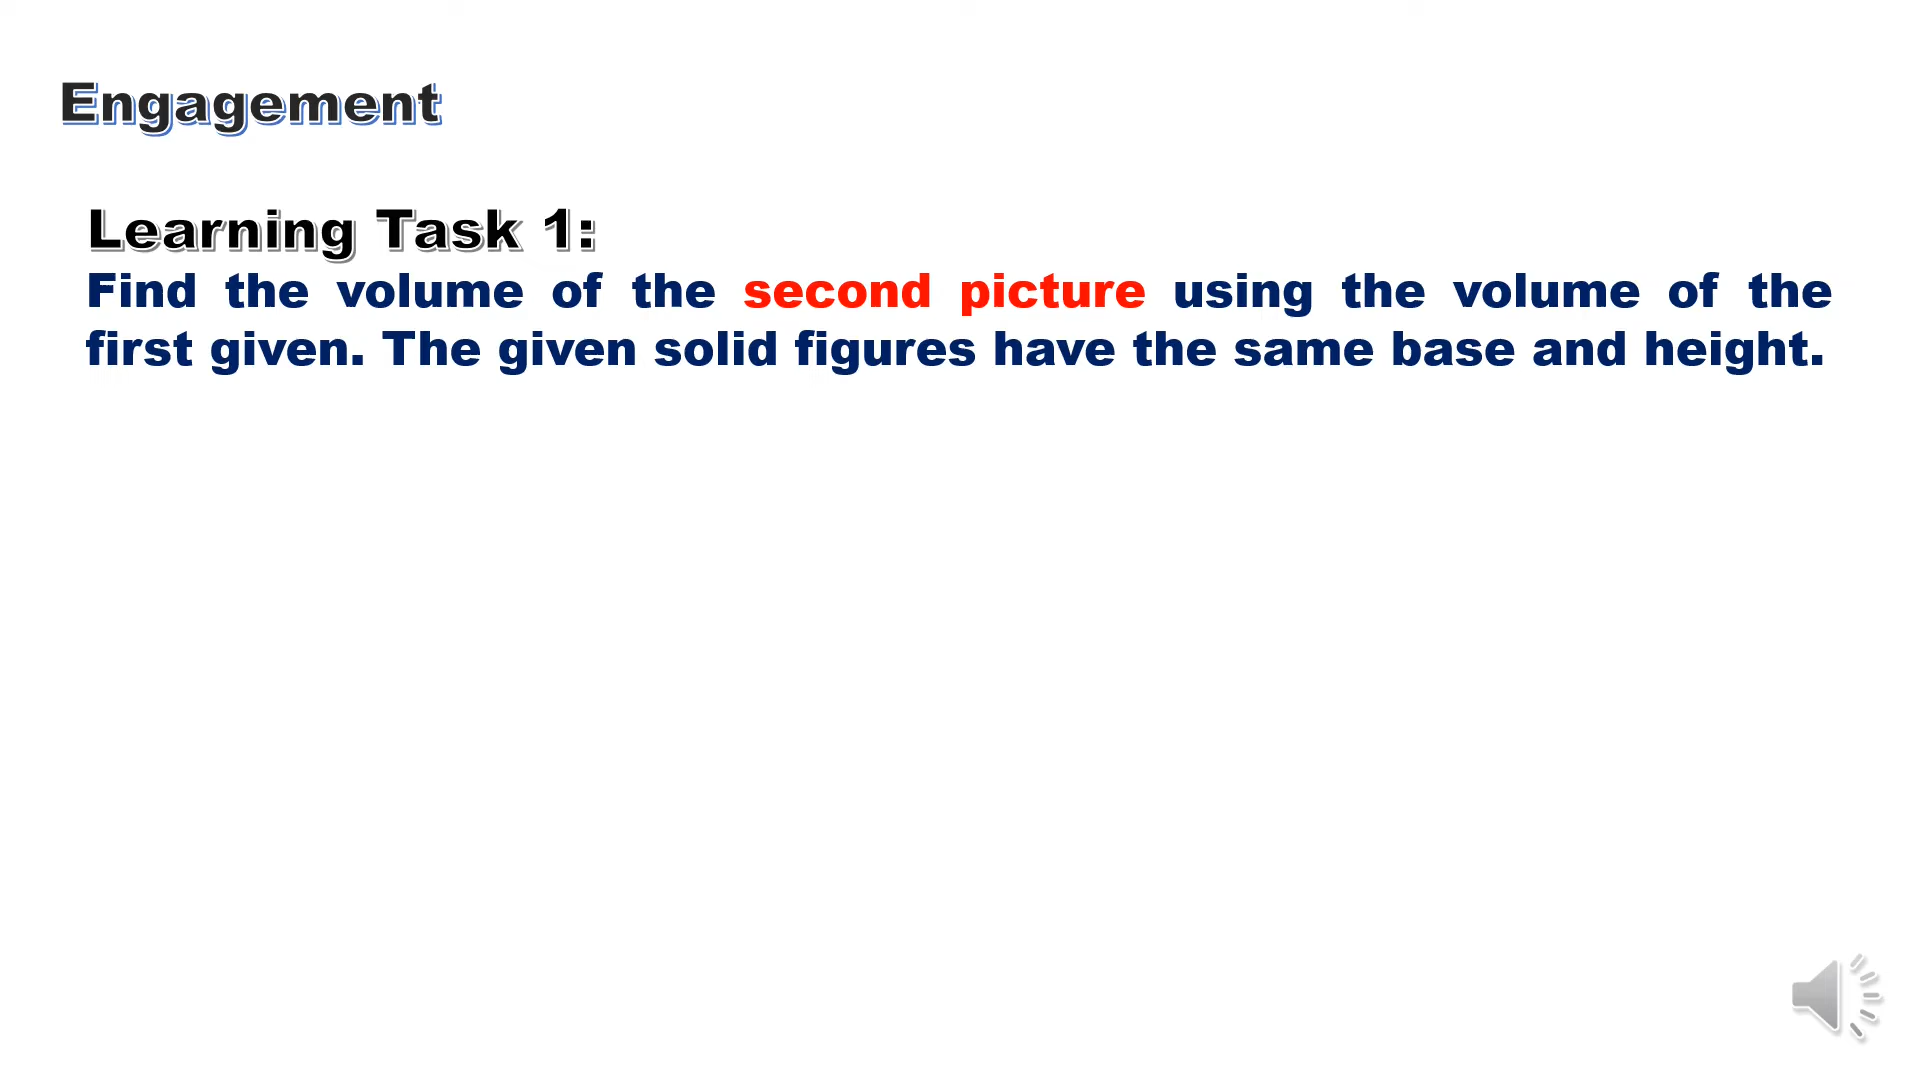 Engagement
Learning Task 1:
Find the volume of the second picture using the volume of the
first given. The given solid figures have the same base and height.